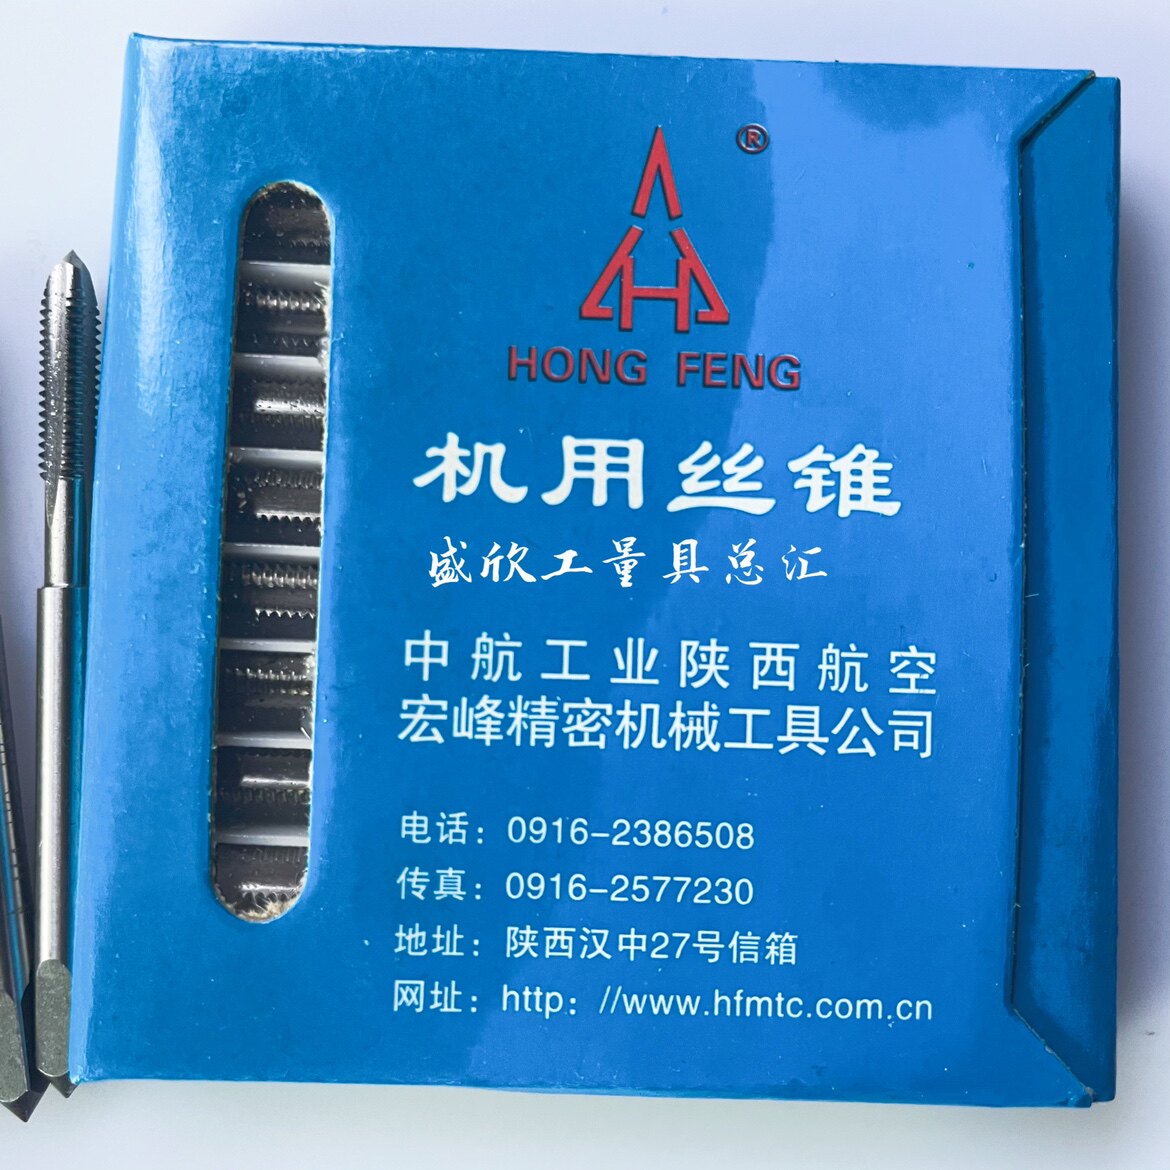 ®
HONG FENG
机用丝锥
盛欣工量具总汇
中航工业陕西航空
宏峰精密机械工具公司
电话：0916-2386508
传真：0916-2577230
地址：陕西汉中27号信箱
网址：http：//www.hfmtc.com.cn